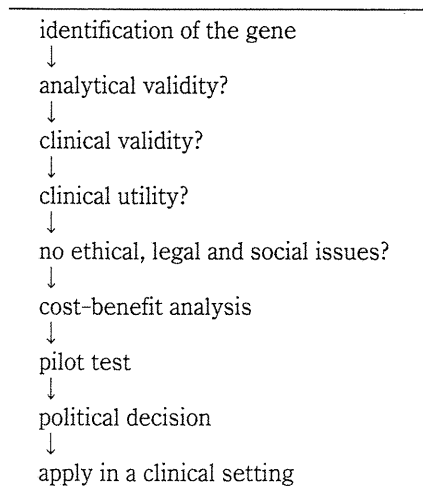 identification of the gene
↓
analytical validity?
↓
clinical validity?
↓
clinical utility?
↓
no ethical, legal and social issues?
↓
cost–benefit analysis
↓
pilot test
↓
political decision
↓
apply in a clinical setting